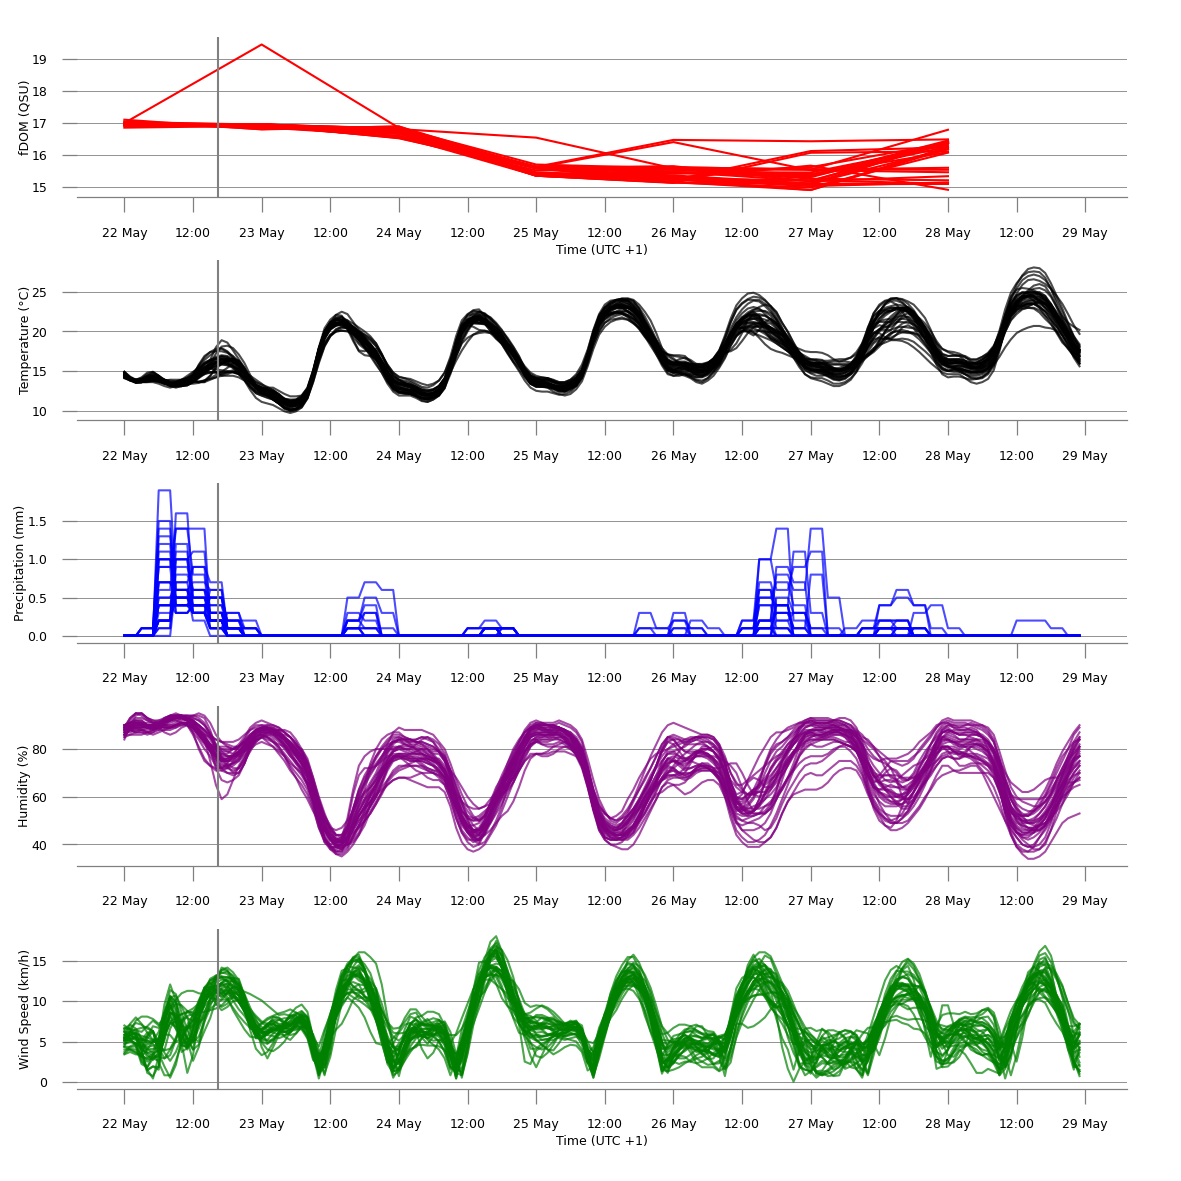 fDOM (QSU)
19
18
17
16
15
22 May 12:00 23 May 12:00 24 May 12:00 25 May 12:00 26 May 12:00 27 May 12:00 28 May 12:00 29 May
Time (UTC +1)
Temperature (°C)
25
20
15
10
22 May 12:00 23 May 12:00 24 May 12:00 25 May 12:00 26 May 12:00 27 May 12:00 28 May 12:00 29 May
Precipitation (mm)
1.5
1.0
0.5
0.0
22 May 12:00 23 May 12:00 24 May 12:00 25 May 12:00 26 May 12:00 27 May 12:00 28 May 12:00 29 May
Humidity (%)
80
60
40
22 May 12:00 23 May 12:00 24 May 12:00 25 May 12:00 26 May 12:00 27 May 12:00 28 May 12:00 29 May
Wind Speed (km/h)
15
10
5
0
22 May 12:00 23 May 12:00 24 May 12:00 25 May 12:00 26 May 12:00 27 May 12:00 28 May 12:00 29 May
Time (UTC +1)